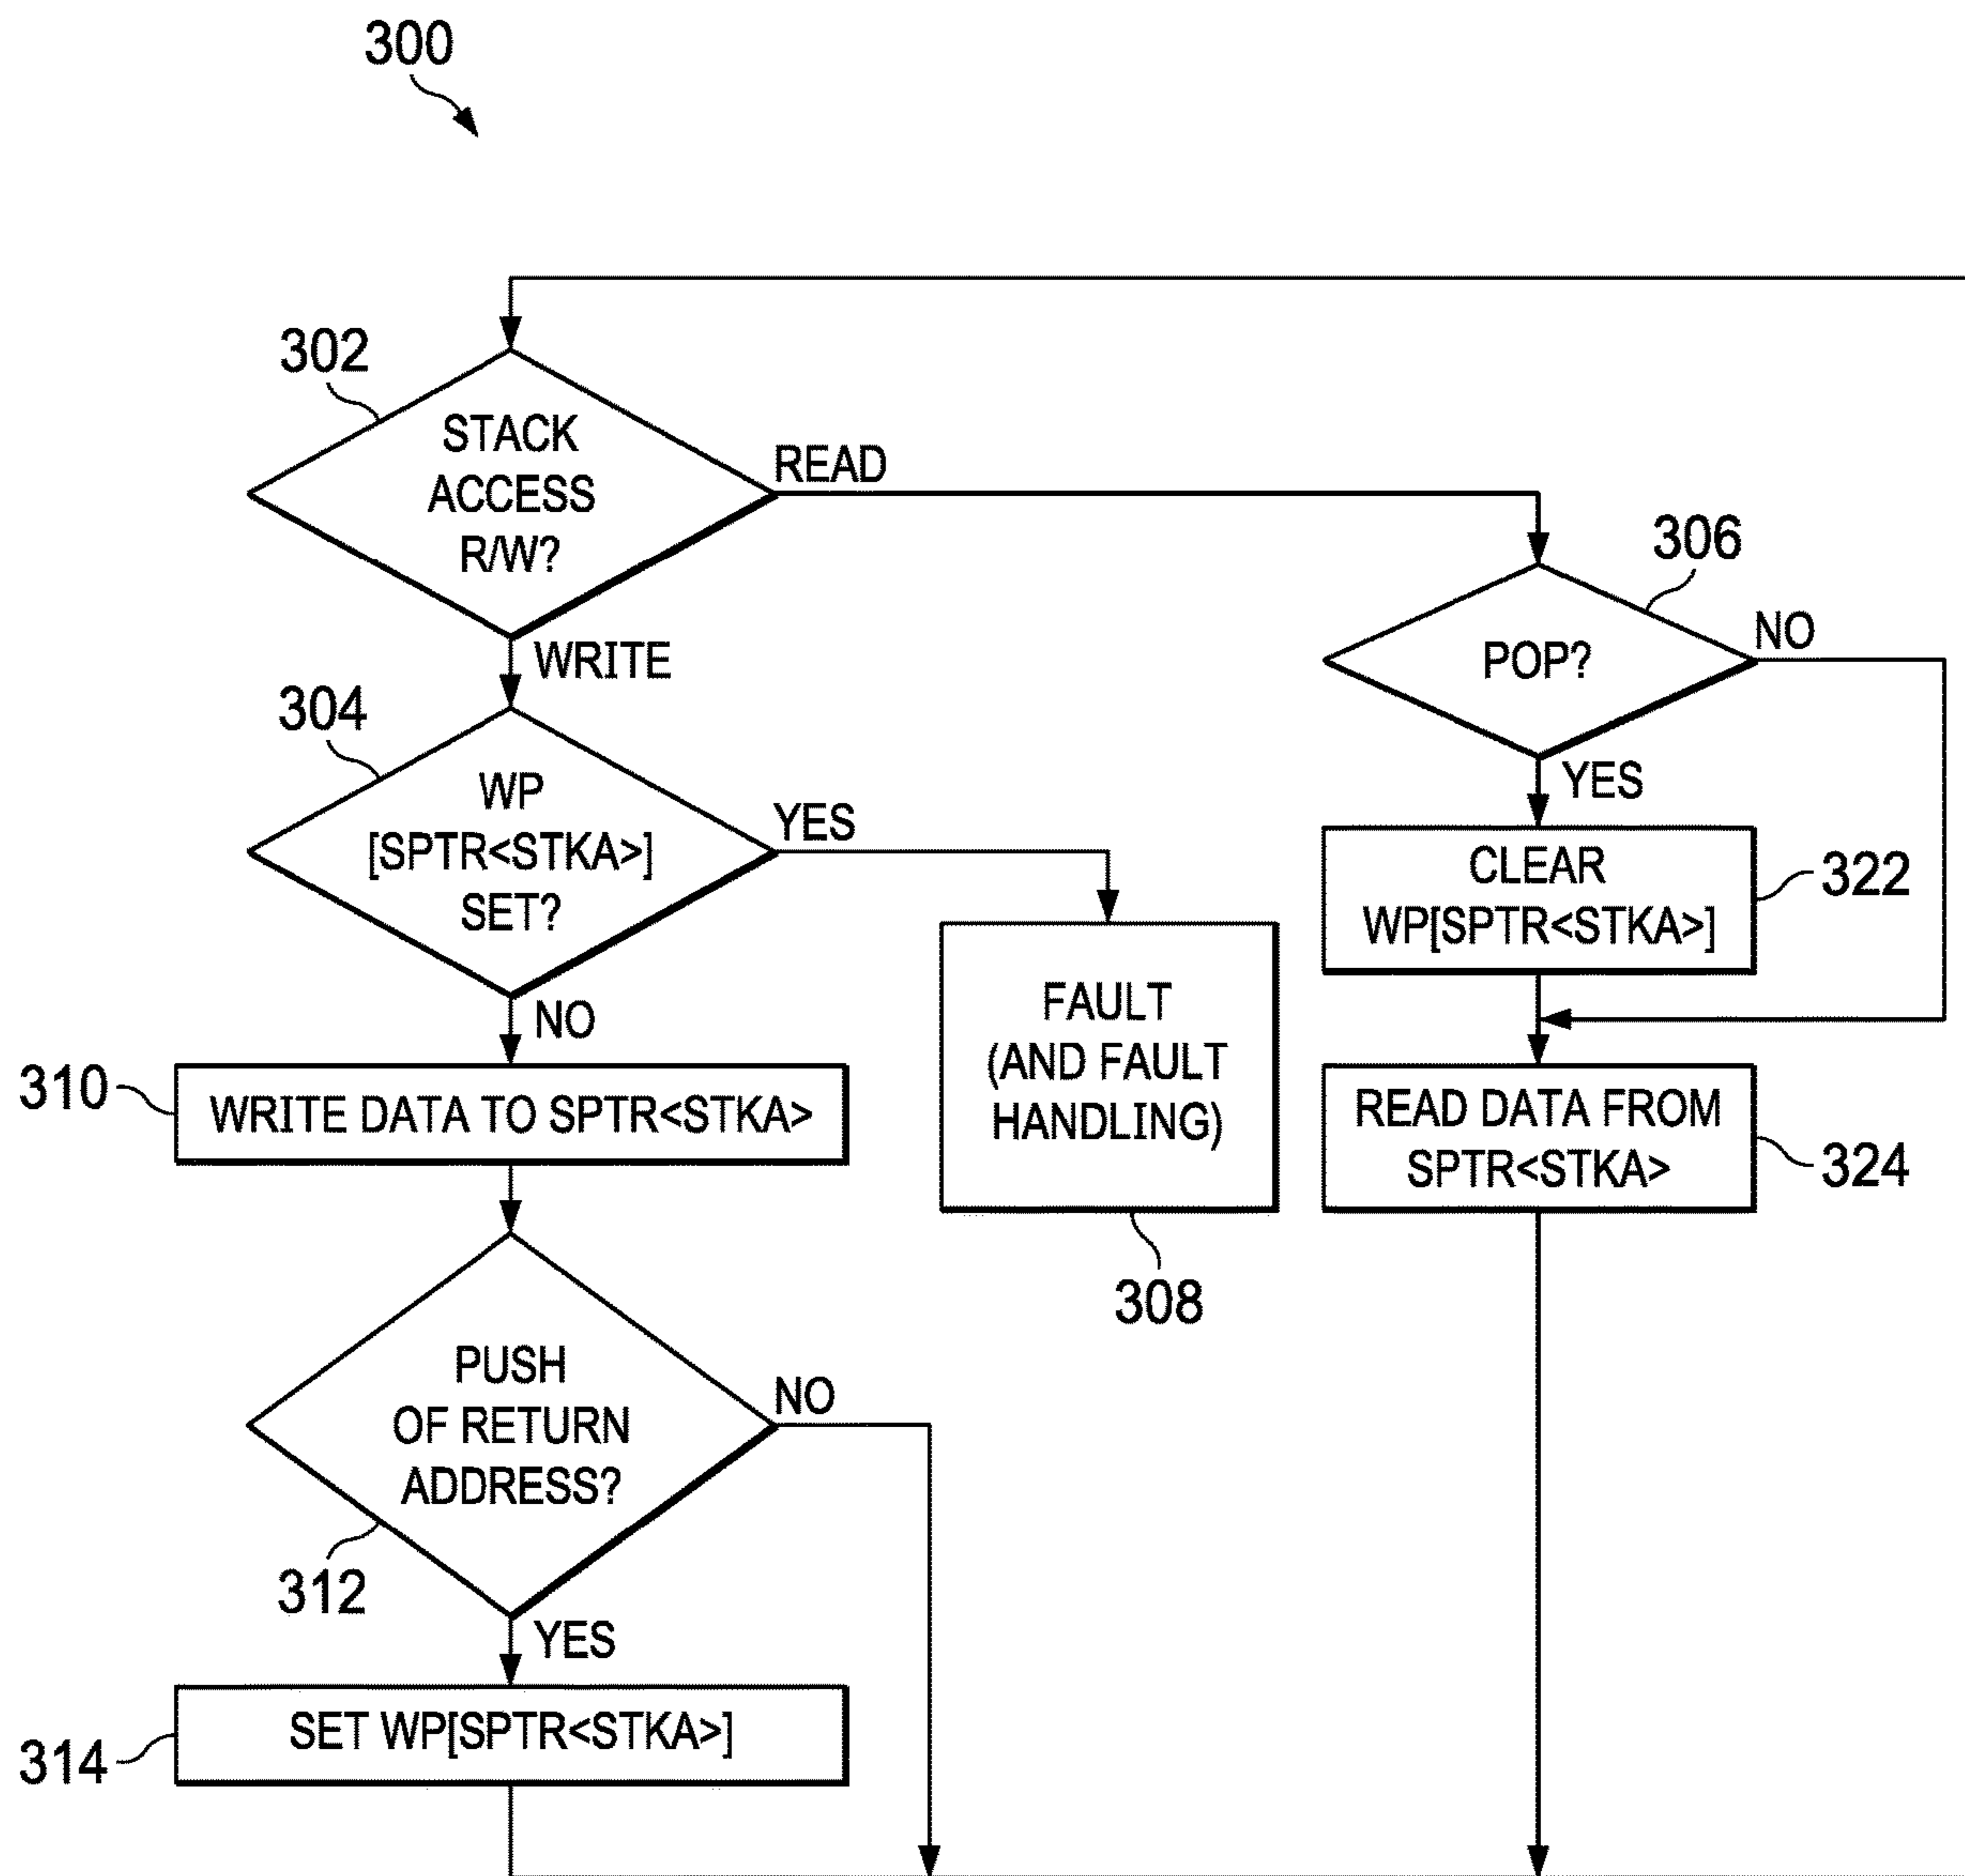 300
302
STACK
ACCESS
R/W?
READ
306
WRITE
POP?
NO
304
WP
[SPTR<STKA>]
SET?
YES
YES
CLEAR
WP[SPTR<STKA>]
322
NO
FAULT
(AND FAULT
HANDLING)
308
310
WRITE DATA TO SPTR<STKA>
READ DATA FROM
SPTR<STKA>
324
PUSH
OF RETURN
ADDRESS?
NO
312
YES
314
SET WP[SPTR<STKA>]